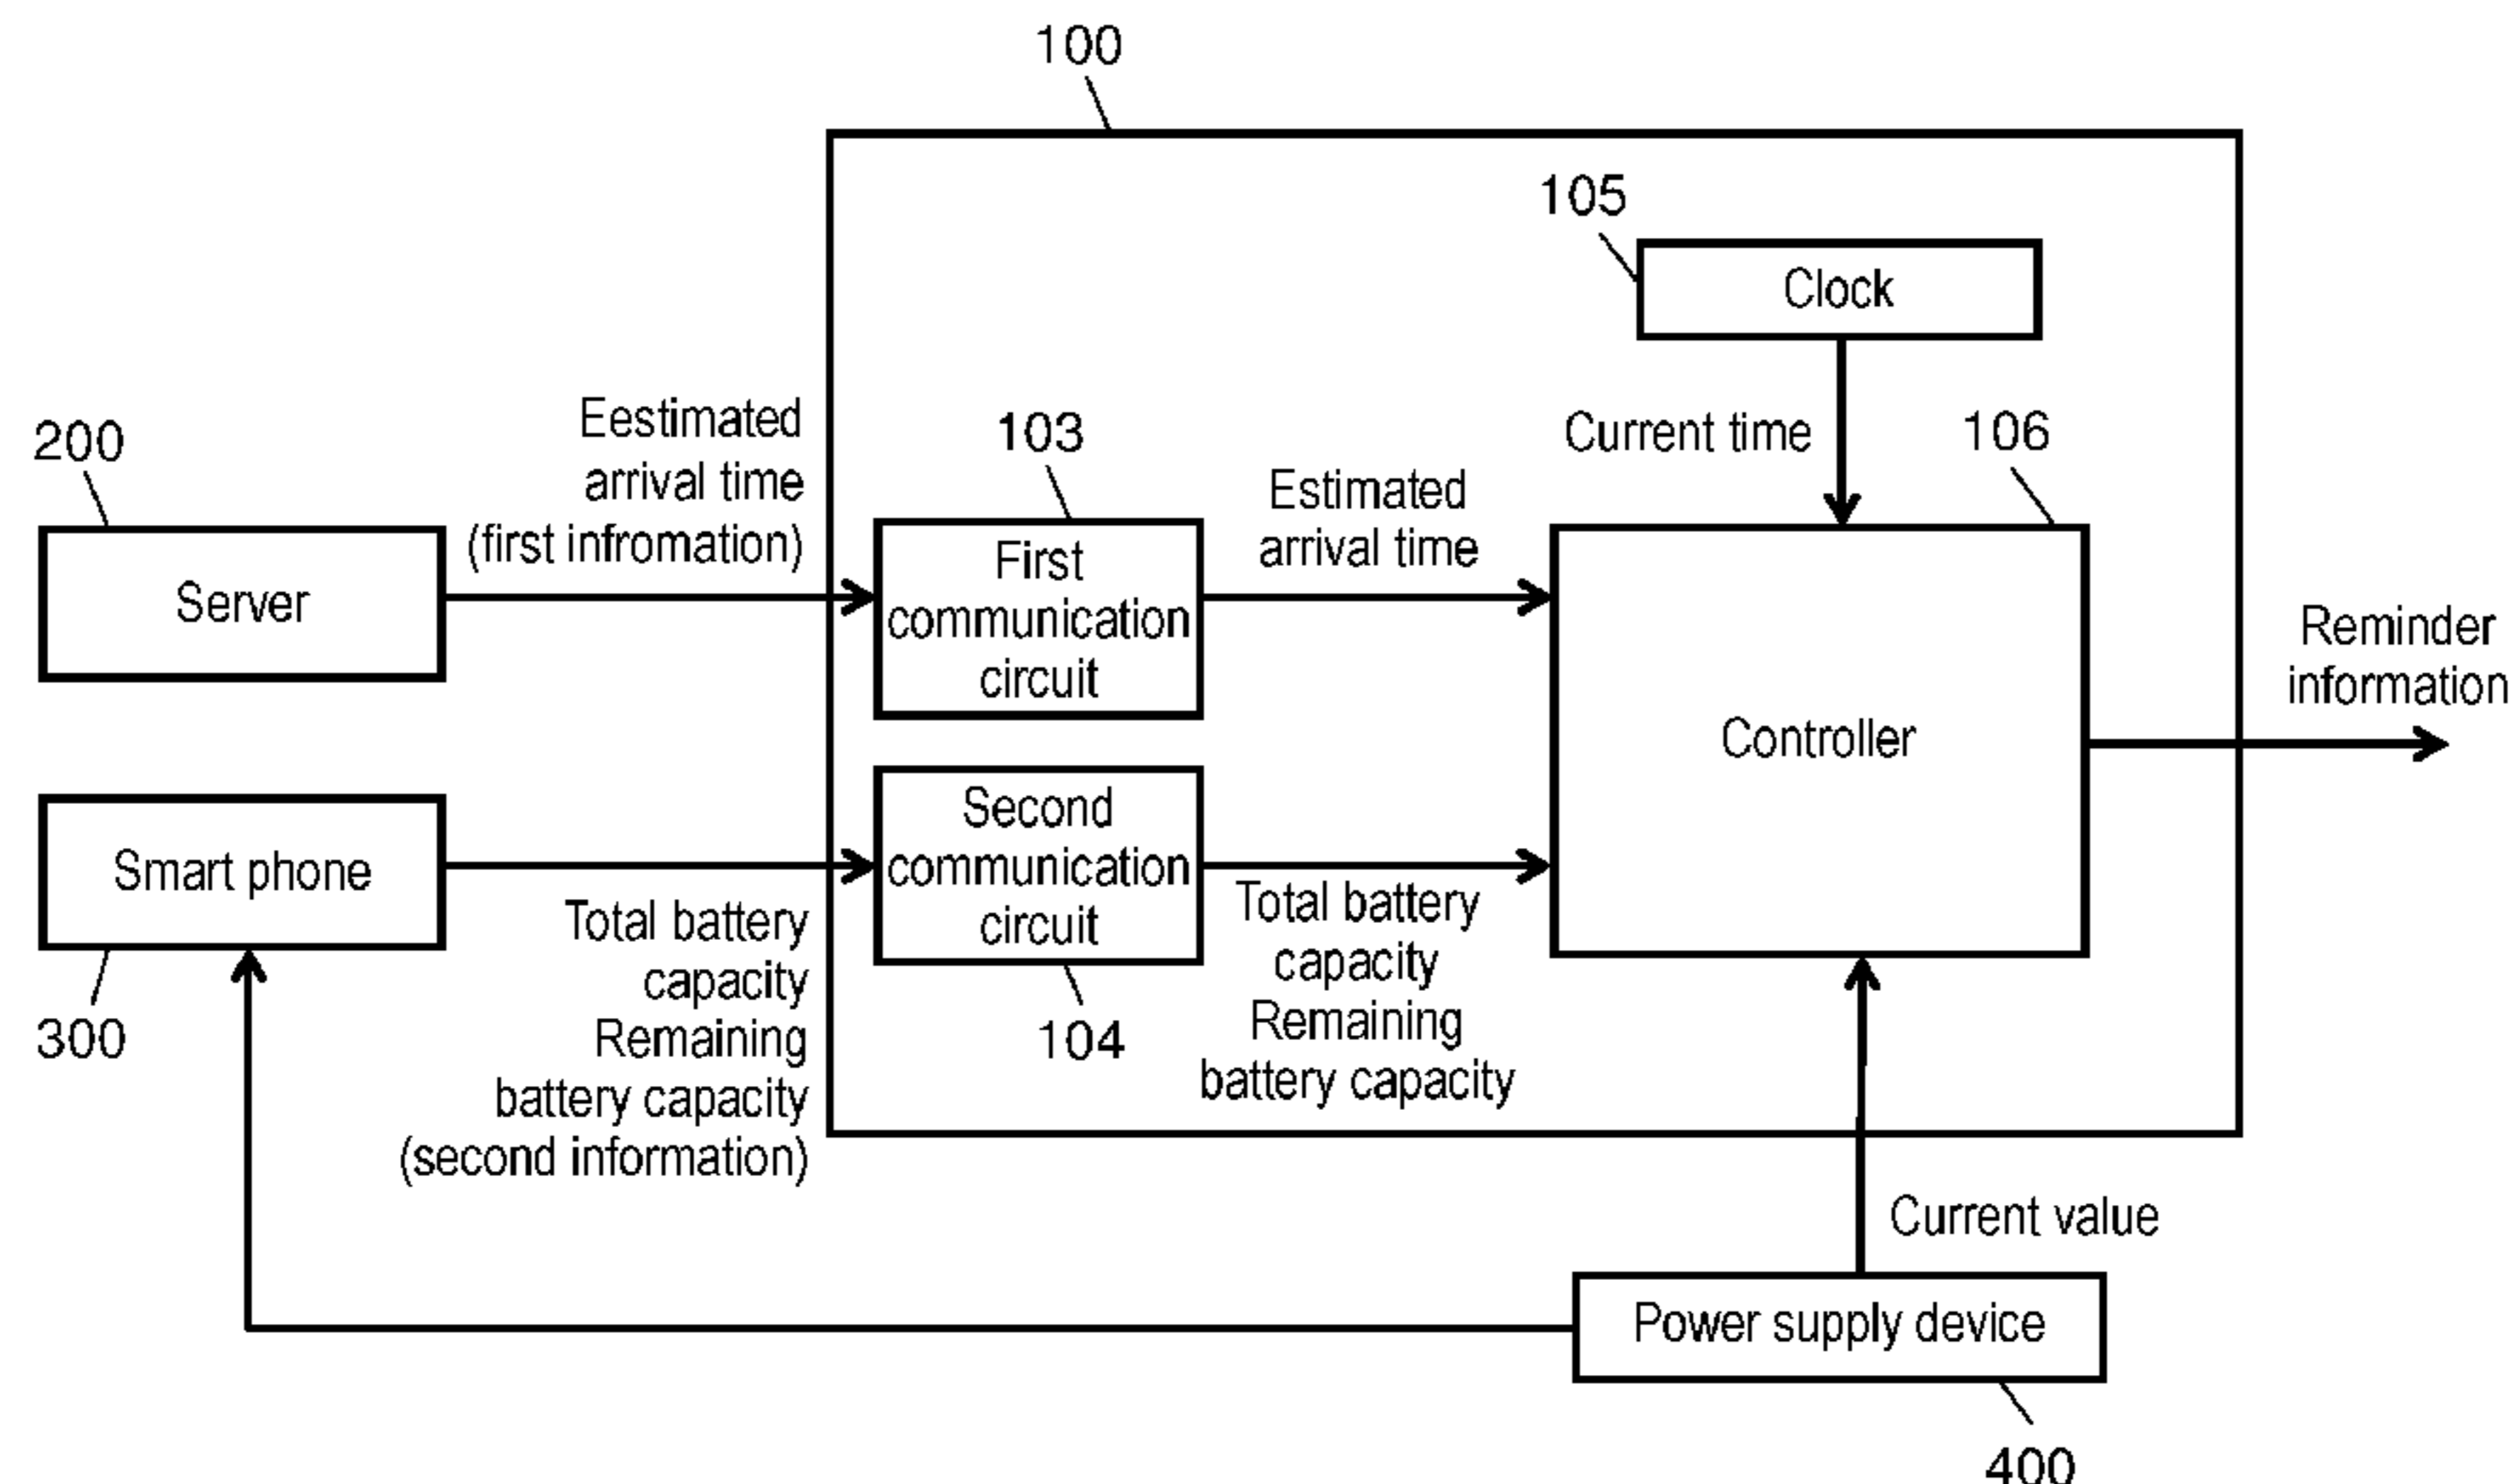 100
105
Clock
Current time
106
200
Eestimated
arrival time
(first infromation)
103
Estimated
arrival time
Server
First
communication
circuit
Controller
Reminder
information
Smart phone
300
Second
communication
circuit
104
Total battery
capacity
Remaining
battery capacity
(second information)
Total battery
capacity
Remaining
battery capacity
Current value
Power supply device
400